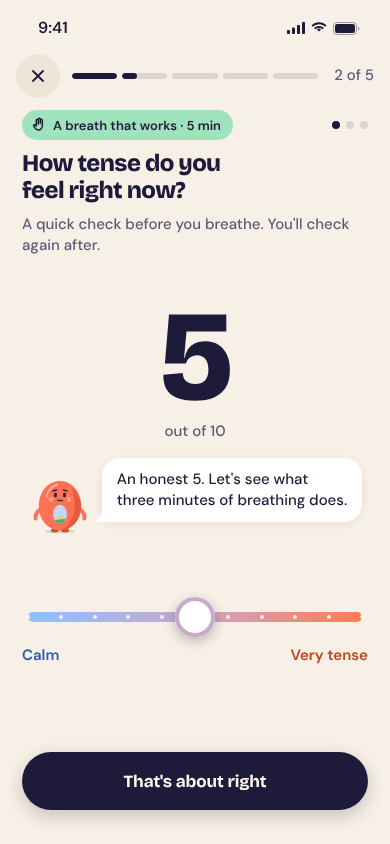 9:41
2 of 5
A breath that works · 5 min
How tense do you
feel right now?
A quick check before you breathe. You'll check
again after.
5
out of 10
An honest 5. Let's see what
three minutes of breathing does.
Calm
Very tense
That's about right